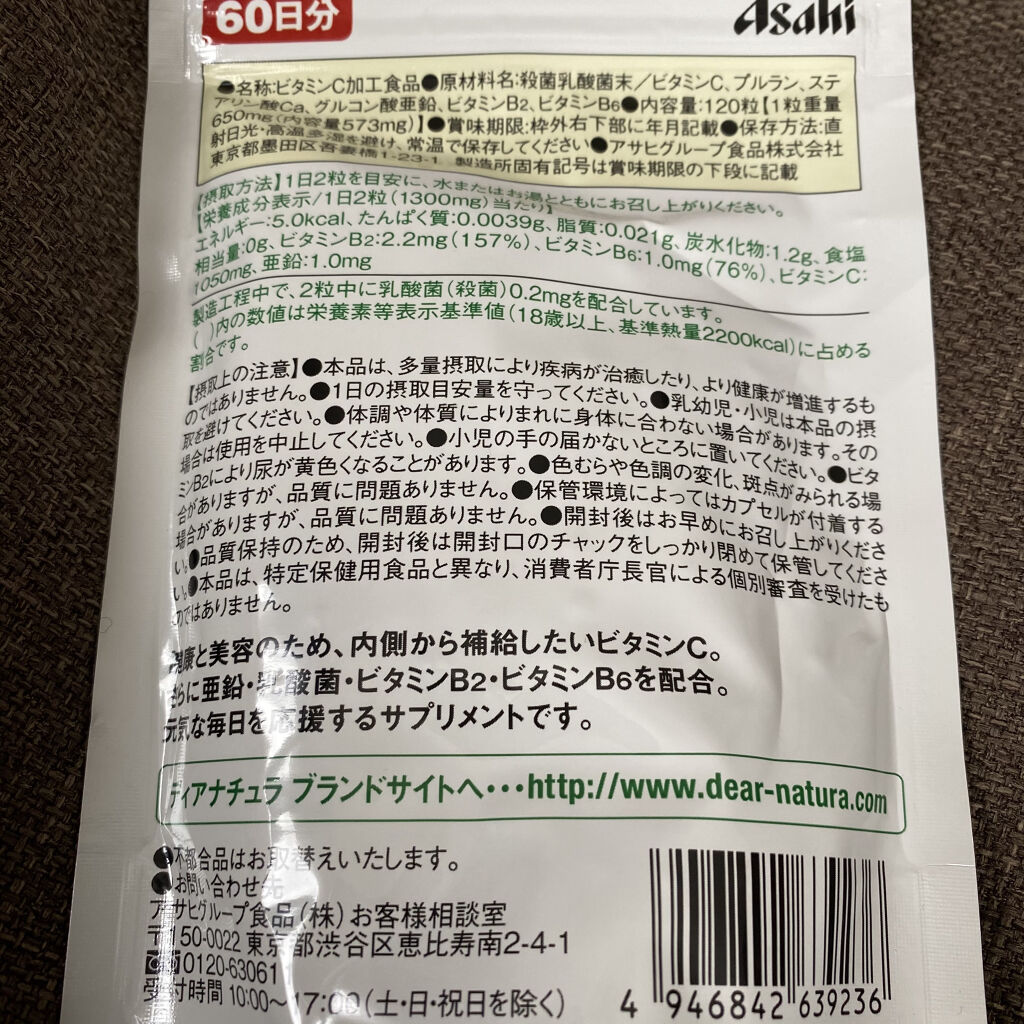 60日分
Asahi
●名称:ビタミンC加工食品●原材料名:殺菌乳酸菌末/ビタミンC、プルラン、ステ
アリン酸Ca、グルコン酸亜鉛、ビタミンB2、ビタミンB6●内容量:120粒【1粒重量
650mg(内容量573mg)】●賞味期限:枠外右下部に年月記載●保存方法:直
射日光・高温多湿を避け、常温で保存してください●アサヒグループ食品株式会社
東京都墨田区吾妻橋1-23-1 製造所固有記号は賞味期限の下段に記載
【摂取方法】1日2粒を目安に、水またはお湯とともにお召し上がりください。
【栄養成分表示/1日2粒(1300mg)当たり】
エネルギー:5.0kcal、たんぱく質:0.0039g、脂質:0.021g、炭水化物:1.2g、食塩
相当量:0g、ビタミンB2:2.2mg(157%)、ビタミンB6:1.0mg(76%)、ビタミンC:
1050mg、亜鉛:1.0mg
製造工程中で、2粒中に乳酸菌(殺菌)0.2mgを配合しています。
( )内の数値は栄養素等表示基準値(18歳以上、基準熱量2200kcal)に占める
割合です。
【摂取上の注意】●本品は、多量摂取により疾病が治癒したり、より健康が増進するも
のではありません。●1日の摂取目安量を守ってください。●乳幼児・小児は本品の摂
取を避けてください。●体調や体質によりまれに身体に合わない場合があります。その
場合は使用を中止してください。●小児の手の届かないところに置いてください。●ビタ
ミンB2により尿が黄色くなることがあります。●色むらや色調の変化、斑点がみられる場
合がありますが、品質に問題ありません。●保管環境によってはカプセルが付着する
場合がありますが、品質に問題ありません。●開封後はお早めにお召し上がりくださ
い。●品質保持のため、開封後は開封口のチャックをしっかり閉めて保管してくださ
い。●本品は、特定保健用食品と異なり、消費者庁長官による個別審査を受けたも
のではありません。
健康と美容のため、内側から補給したいビタミンC。
さらに亜鉛・乳酸菌・ビタミンB2・ビタミンB6を配合。
元気な毎日を応援するサプリメントです。
ディアナチュラ ブランドサイトへ・・・http://www.dear-natura.com
●不都合品はお取替えいたします。
●お問い合わせ先
アサヒグループ食品(株)お客様相談室
〒150-0022 東京都渋谷区恵比寿南2-4-1
0120-63061
受付時間 10:00〜17:00(土・日・祝日を除く)
4 946842 639236